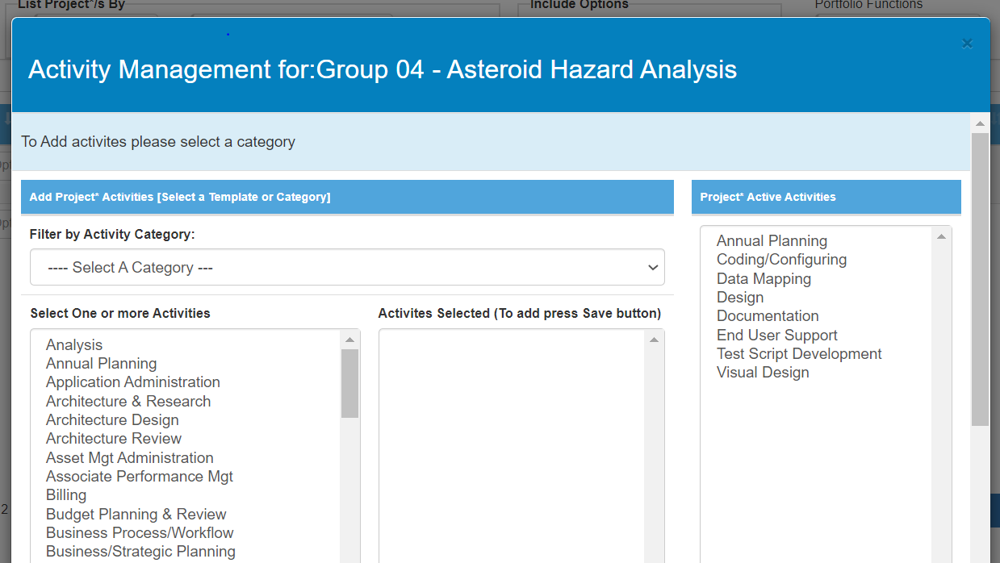 List Project*/s By
Include Options
Portfolio Functions
×
Activity Management for:Group 04 - Asteroid Hazard Analysis
To Add activites please select a category
Add Project* Activities [Select a Template or Category]
Filter by Activity Category:
---- Select A Category ---
Select One or more Activities
Analysis
Annual Planning
Application Administration
Architecture & Research
Architecture Design
Architecture Review
Asset Mgt Administration
Associate Performance Mgt
Billing
Budget Planning & Review
Business Process/Workflow
Business/Strategic Planning
Activites Selected (To add press Save button)
Project* Active Activities
Annual Planning
Coding/Configuring
Data Mapping
Design
Documentation
End User Support
Test Script Development
Visual Design
2